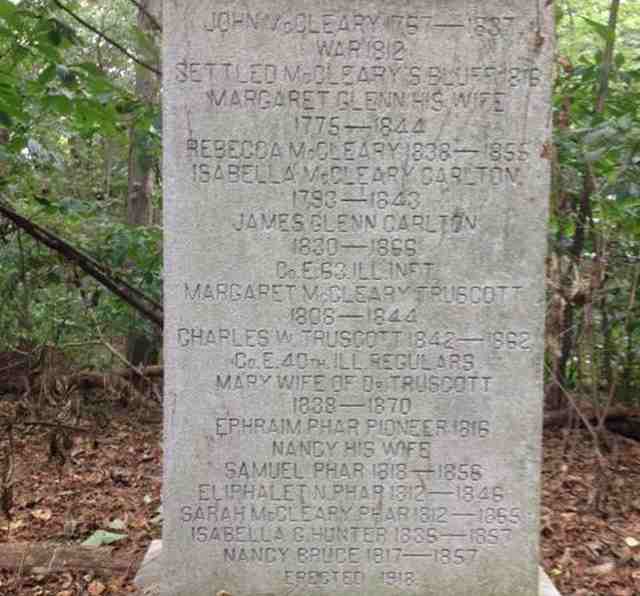 JOHN McCLEARY 1767—1837
WAR 1812
SETTLED McCLEARY'S BLUFF 1816
MARGARET GLENN HIS WIFE
1775—1844
REBECCA McCLEARY 1838—1855
ISABELLA McCLEARY CARLTON
1793—1843
JAMES GLENN CARLTON
1830—1866
Co. E. 63. ILL INFT.
MARGARET McCLEARY TRUSCOTT
1808—1844
CHARLES W. TRUSCOTT 1842—1862
Co. E. 40TH. ILL REGULARS
MARY WIFE OF DR TRUSCOTT
1838—1870
EPHRAIM PHAR PIONEER 1816
NANCY HIS WIFE
SAMUEL PHAR 1818—1856
ELIPHALET N. PHAR 1812—1846
SARAH McCLEARY PHAR 1812—1865
ISABELLA C. HUNTER 1836—1857
NANCY BRUCE 1817—1857
ERECTED 1918